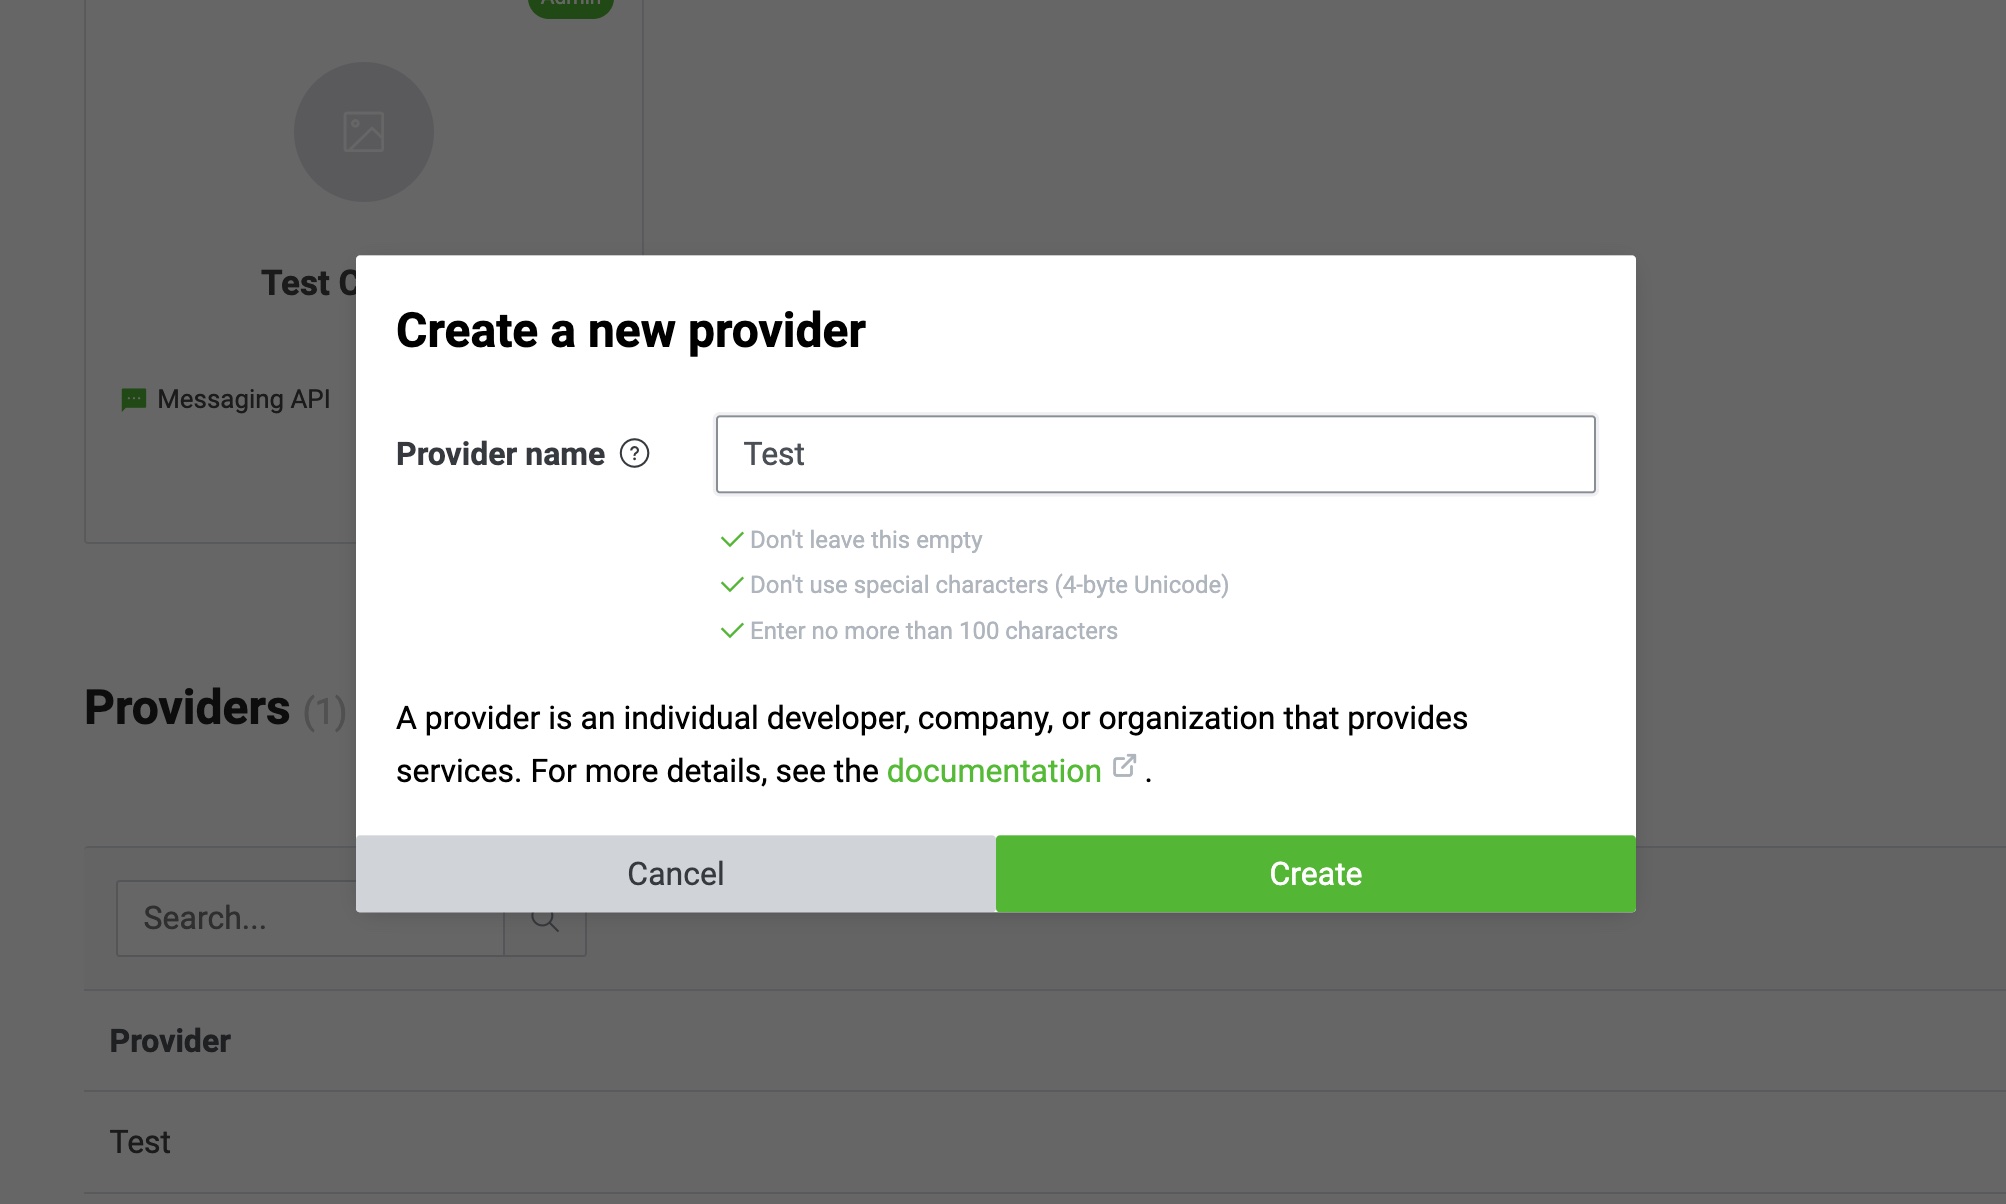 Admin
Test
Messaging API
Create a new provider
Provider name ?
Test
Don't leave this empty
Don't use special characters (4-byte Unicode)
Enter no more than 100 characters
A provider is an individual developer, company, or organization that provides
services. For more details, see the documentation .
Cancel
Create
Providers (1)
Search...
Provider
Test